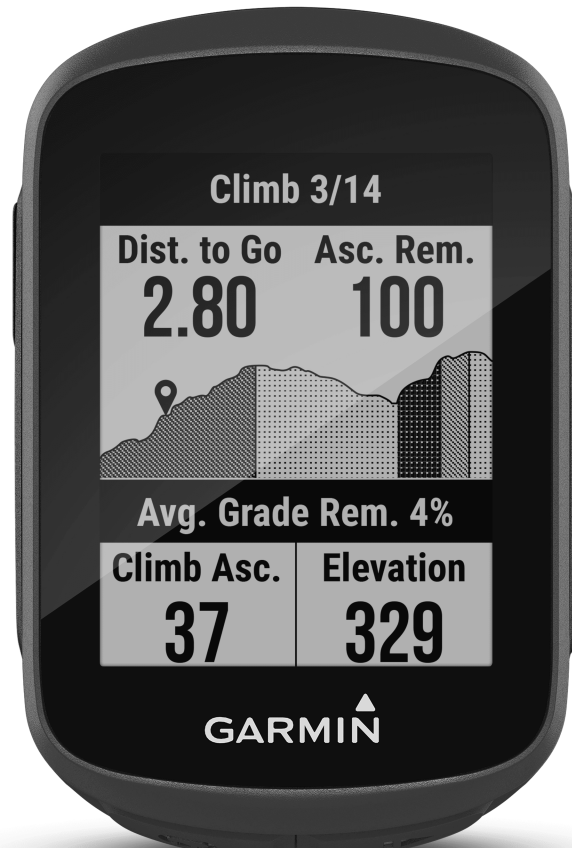 Climb 3/14
Dist. to Go Asc. Rem.
2.80 100
Avg. Grade Rem. 4%
Climb Asc. Elevation
37 329
GARMIN